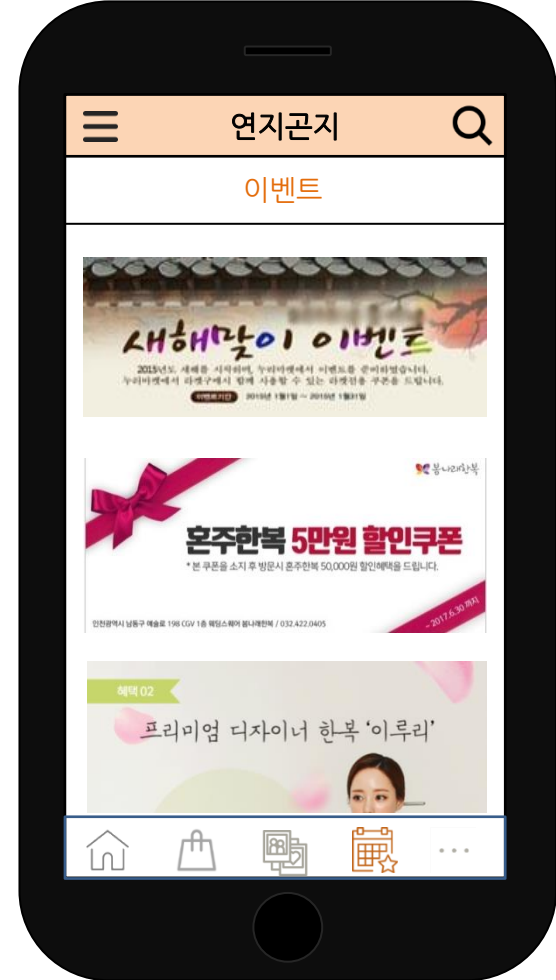 연지곤지
이벤트
새해맞이 이벤트
2015년도 새해를 시작하며, 누리마켓에서 이벤트를 준비하였습니다.
누리마켓에서 라켓구에서 함께 사용할 수 있는 라켓전용 쿠폰을 드립니다.
이벤트기간 2015년 1월1일 ~ 2015년 1월31일
봄나래한복
혼주한복 5만원 할인쿠폰
*본 쿠폰을 소지 후 방문시 혼주한복 50,000원 할인혜택을 드립니다.
인천광역시 남동구 예술로 198 CGV 1층 웨딩스퀘어 봄나래한복 / 032.422.0405
~ 2017.6.30 까지
혜택 02
프리미엄 디자이너 한복 '이루리'